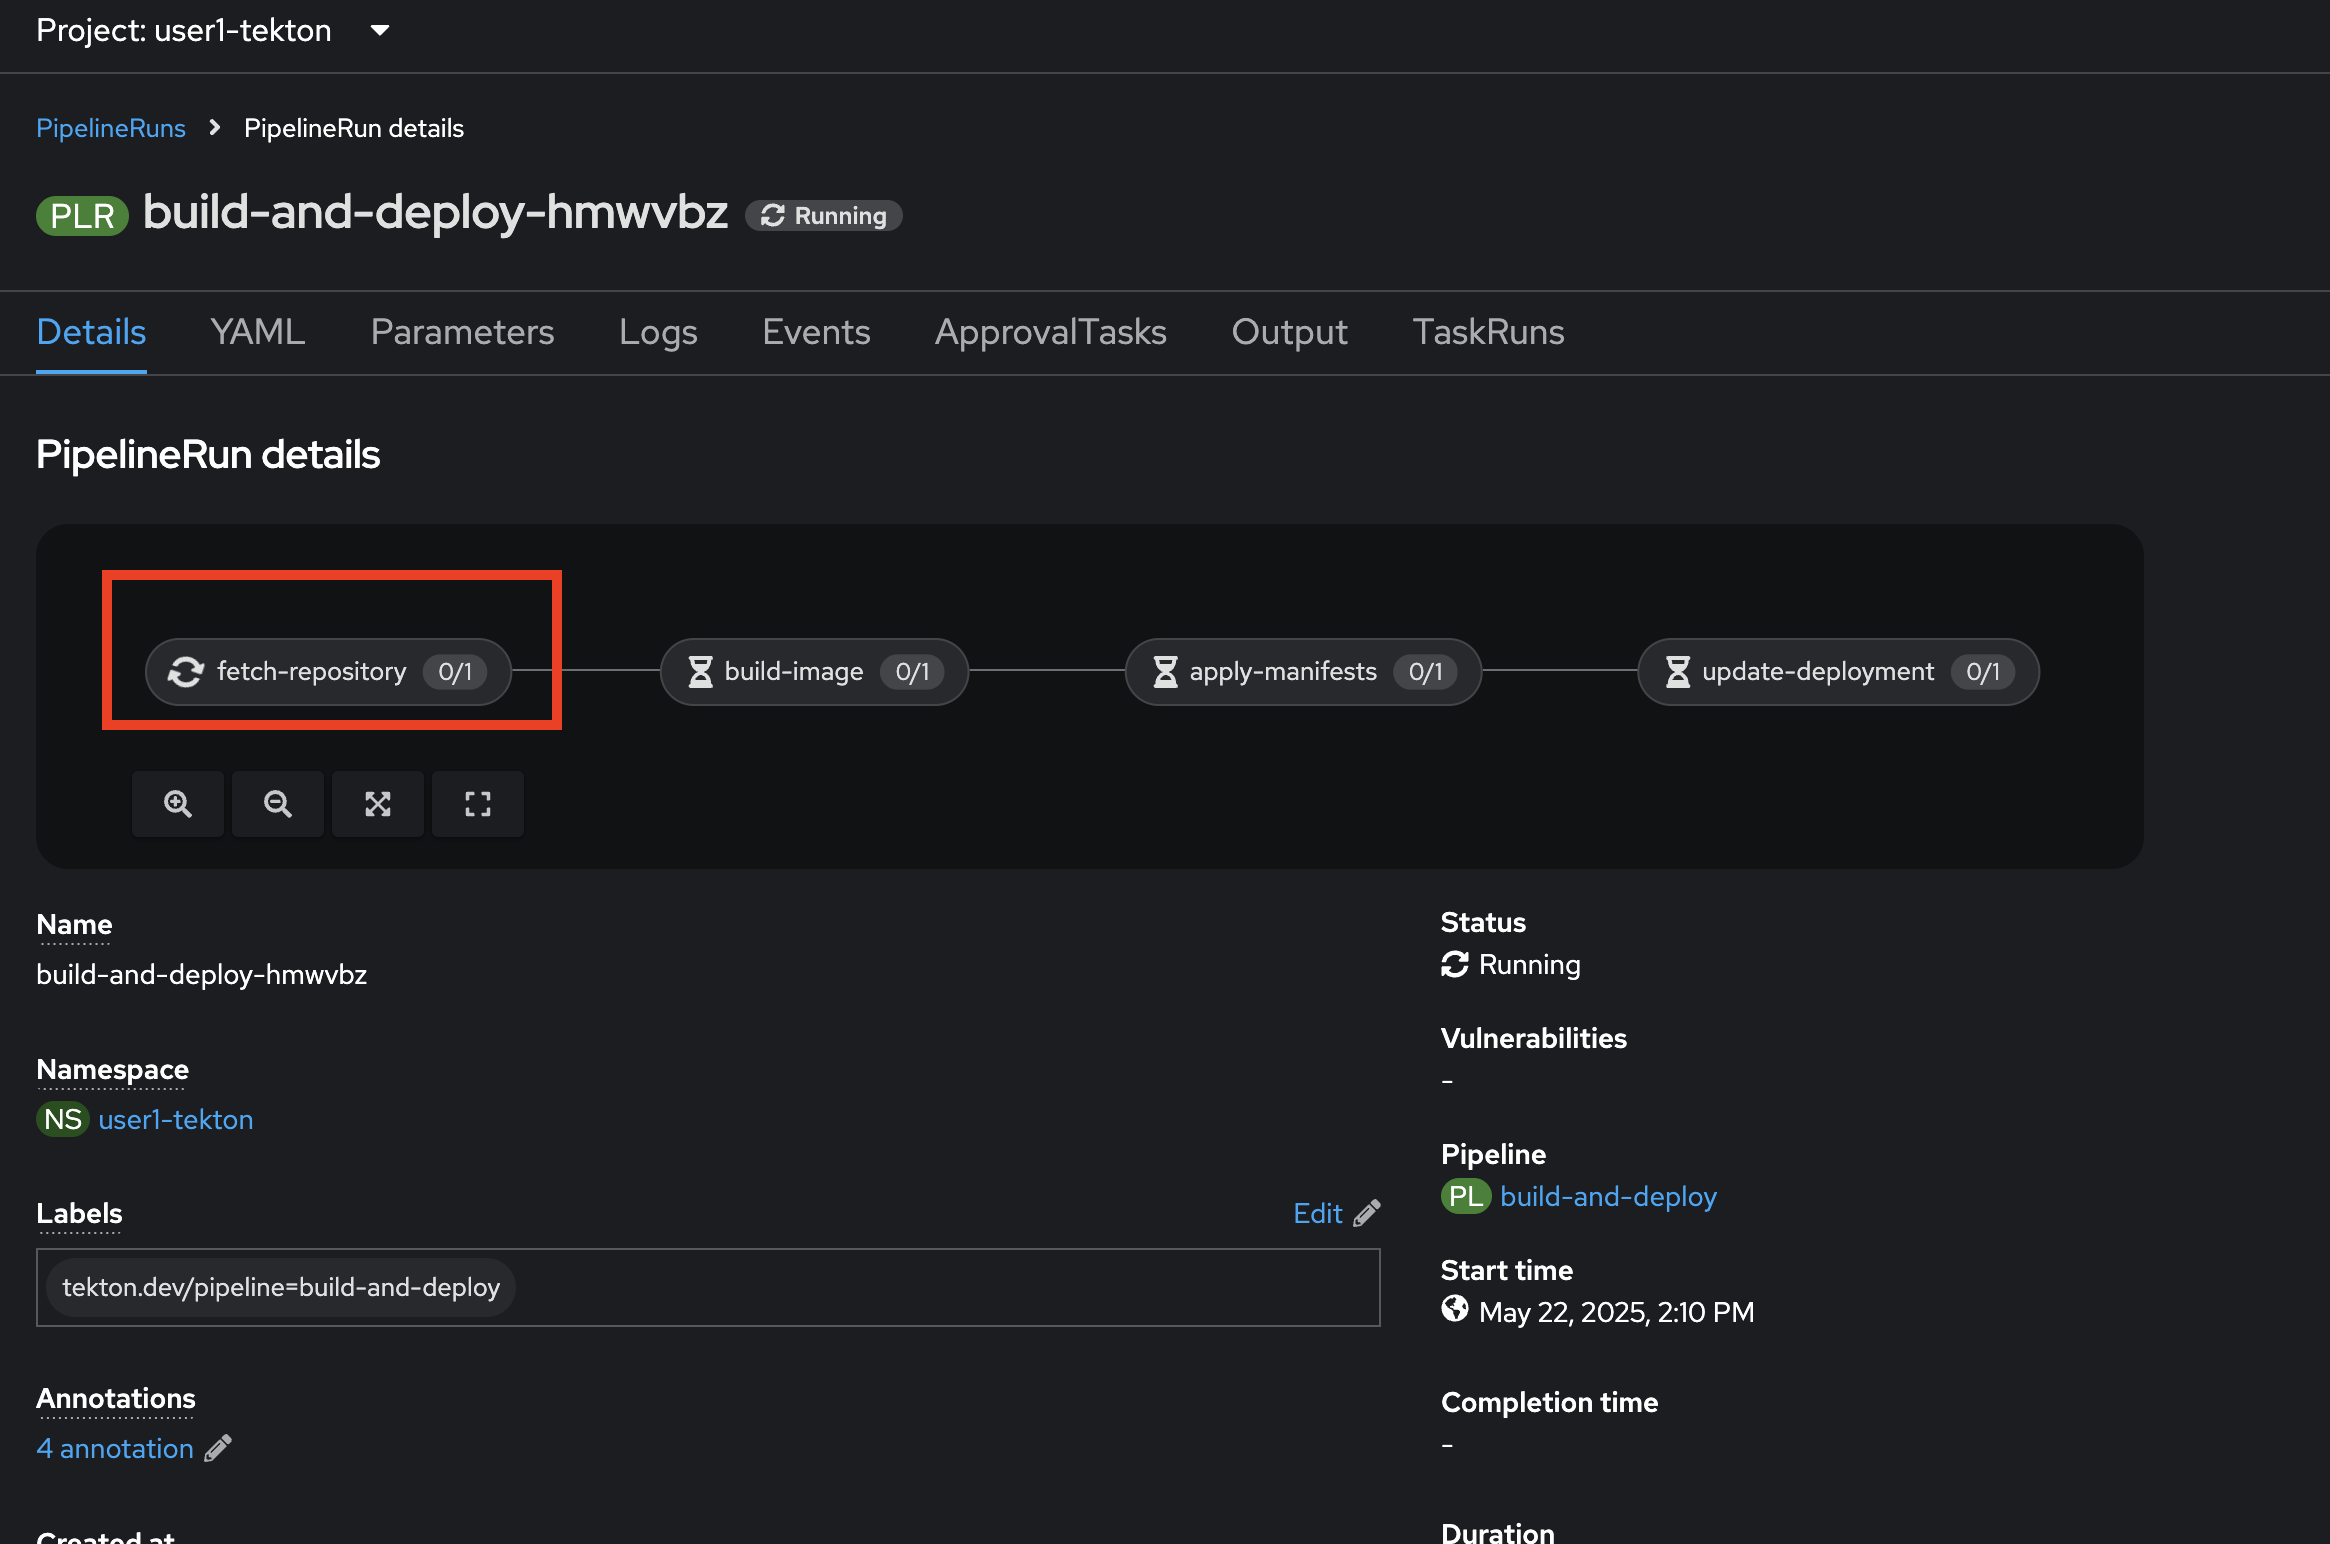 Project: user1-tekton
PipelineRuns > PipelineRun details
PLR build-and-deploy-hmwvbz Running
Details YAML Parameters Logs Events ApprovalTasks Output TaskRuns
PipelineRun details
fetch-repository 0/1 build-image 0/1 apply-manifests 0/1 update-deployment 0/1
Name
build-and-deploy-hmwvbz
Namespace
NS user1-tekton
Labels Edit
tekton.dev/pipeline=build-and-deploy
Annotations
4 annotation
Created at
Status
Running
Vulnerabilities
-
Pipeline
PL build-and-deploy
Start time
May 22, 2025, 2:10 PM
Completion time
-
Duration